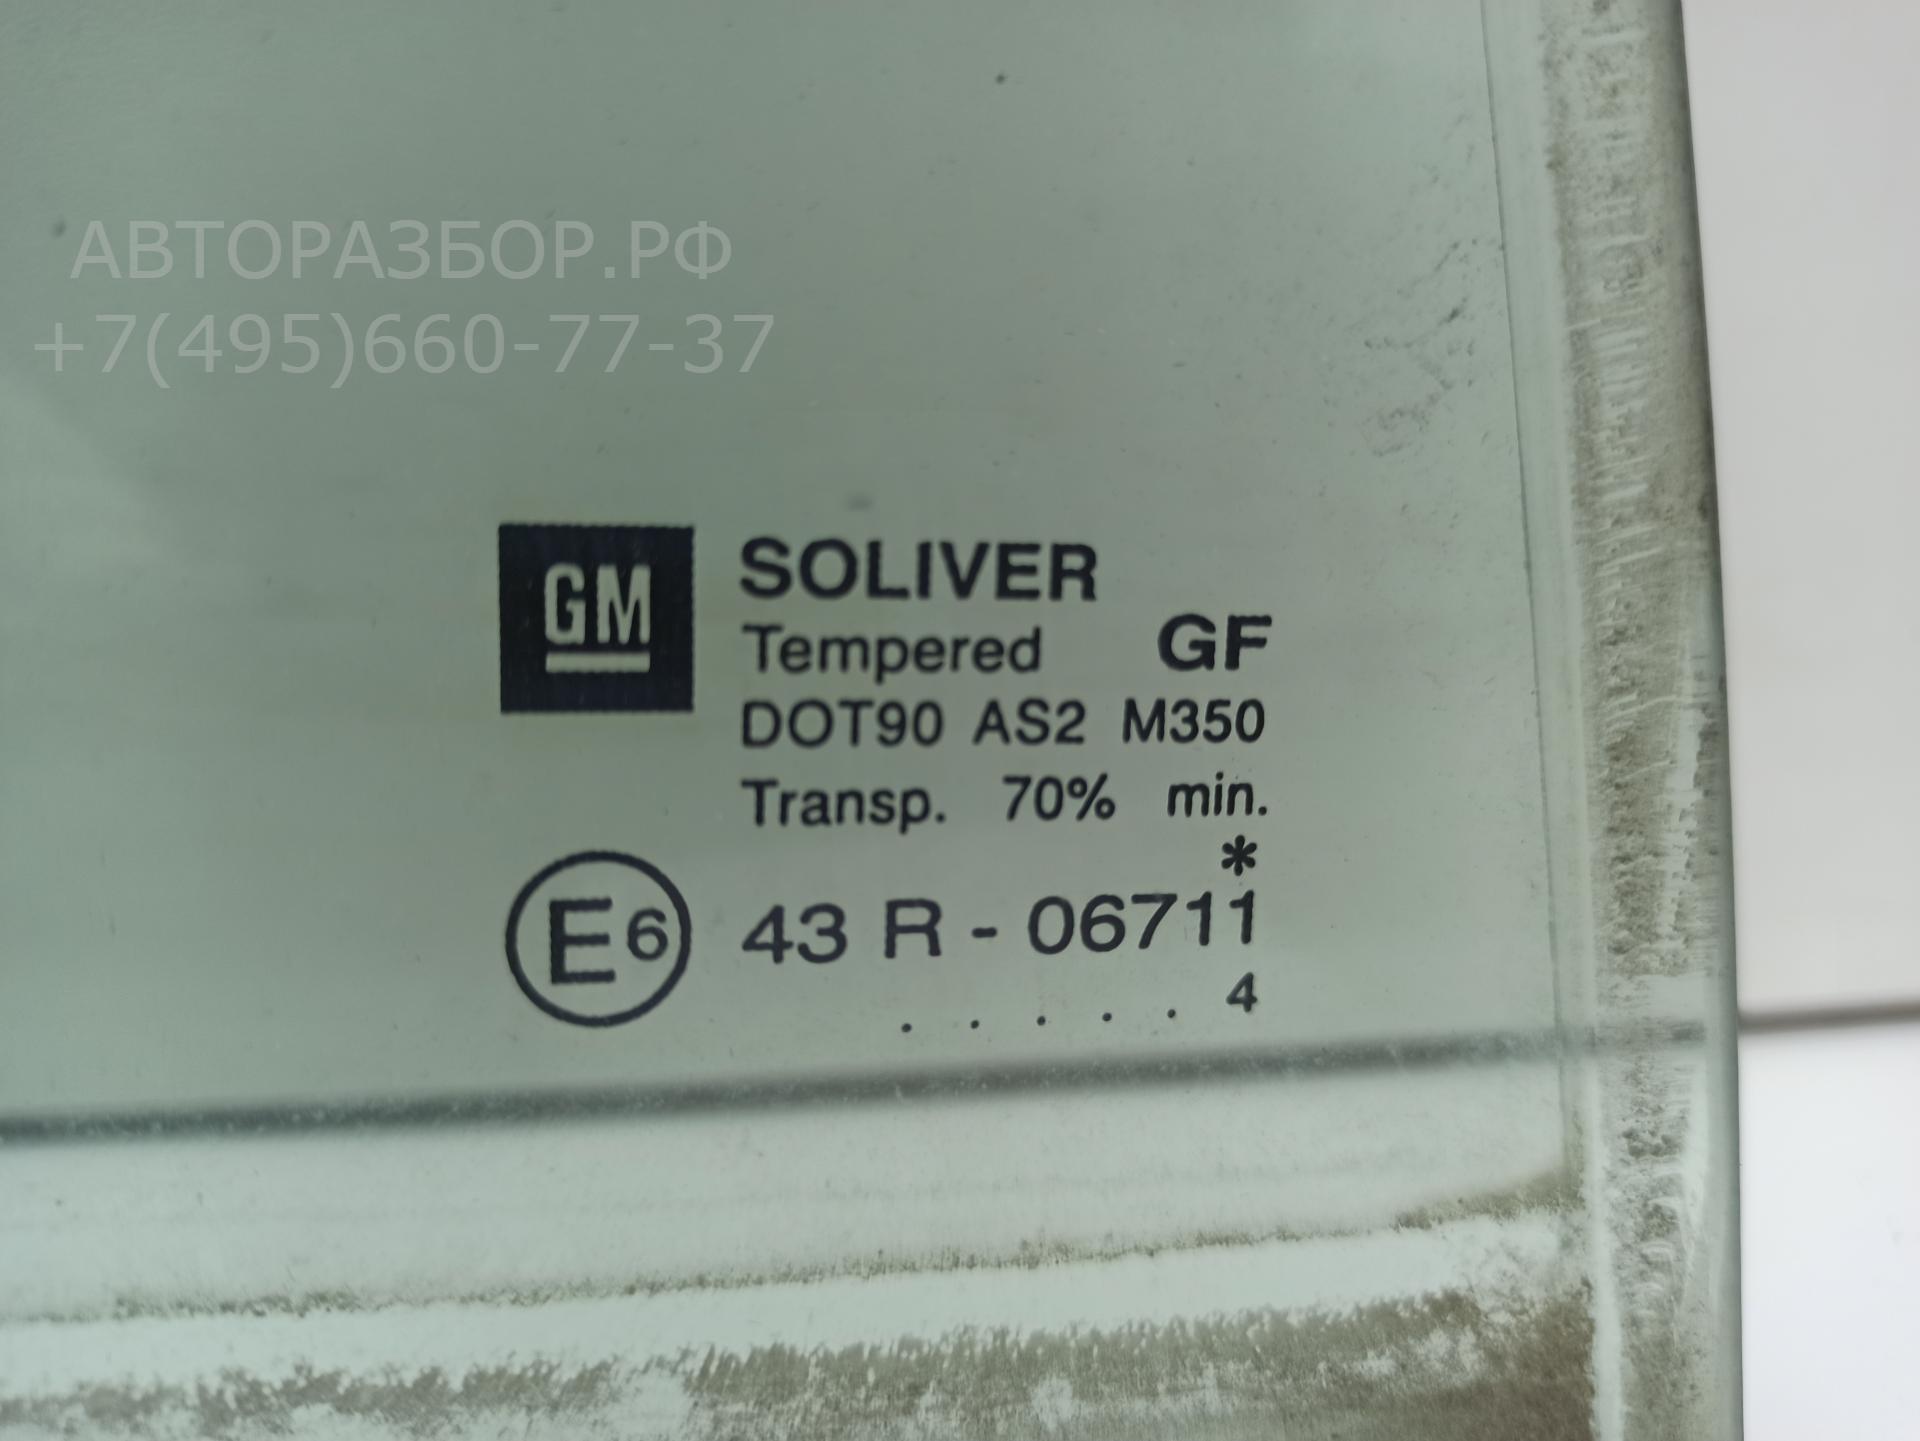 АВТОРАЗБОР.РФ
+7(495)660-77-37
GM
SOLIVER
Tempered GF
DOT90 AS2 M350
Transp. 70% min.
*
E6 43 R - 06711
. . . . . 4